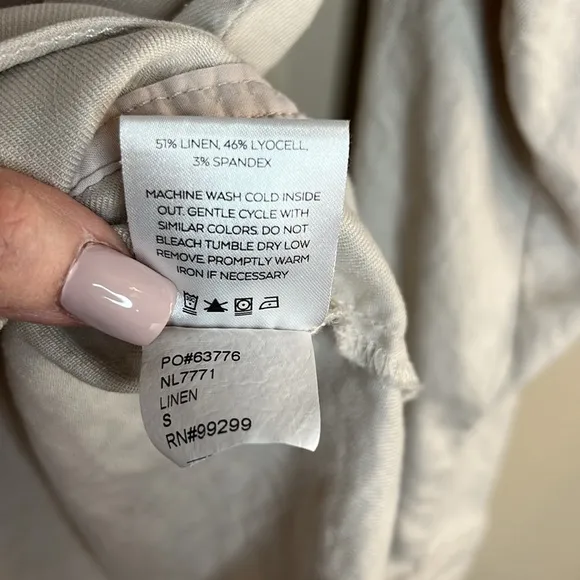 51% LINEN, 46% LYOCELL,
3% SPANDEX
MACHINE WASH COLD INSIDE
OUT. GENTLE CYCLE WITH
SIMILAR COLORS. DO NOT
BLEACH TUMBLE DRY LOW
REMOVE PROMPTLY WARM
IRON IF NECESSARY
PO#63776
NL7771
LINEN
S
RN#99299